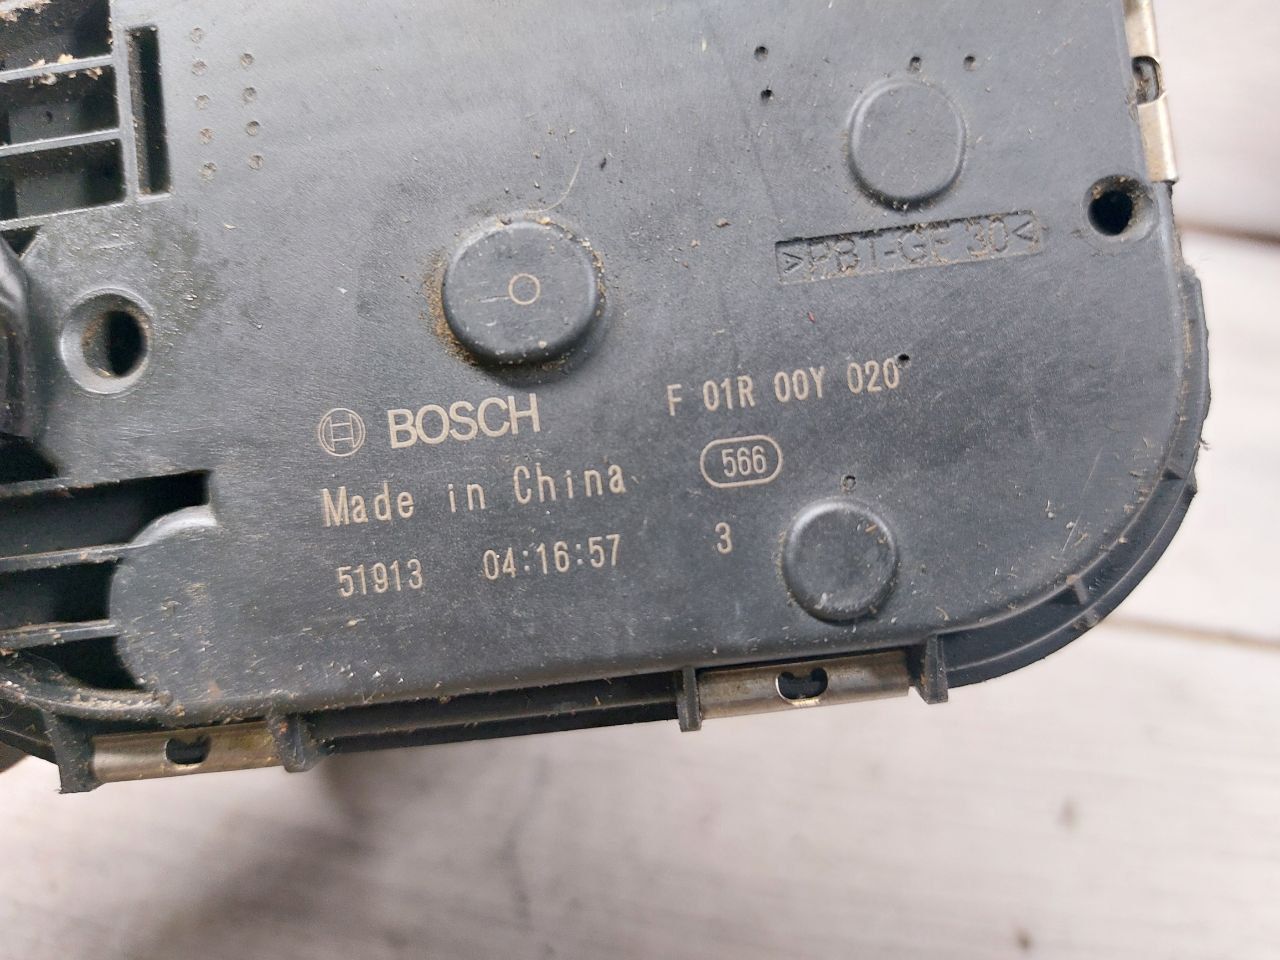 >PBT-GF 30<
BOSCH F 01R 00Y 020
Made in China 566
51913 04:16:57 3